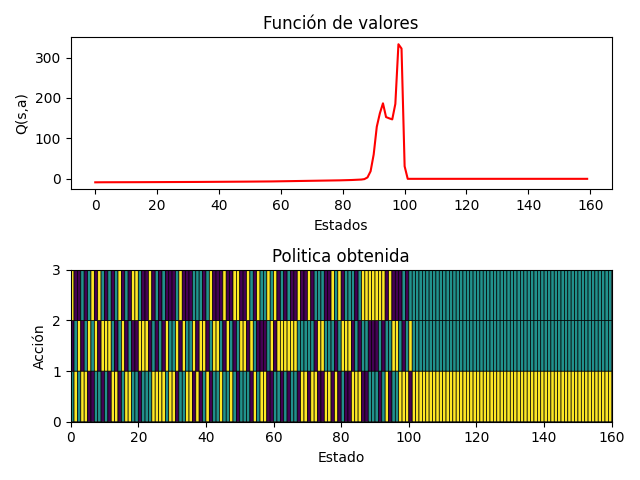 Función de valores
300
200
100
0
Q(s,a)
0 20 40 60 80 100 120 140 160
Estados
Politica obtenida
3
2
1
0
Acción
0 20 40 60 80 100 120 140 160
Estado